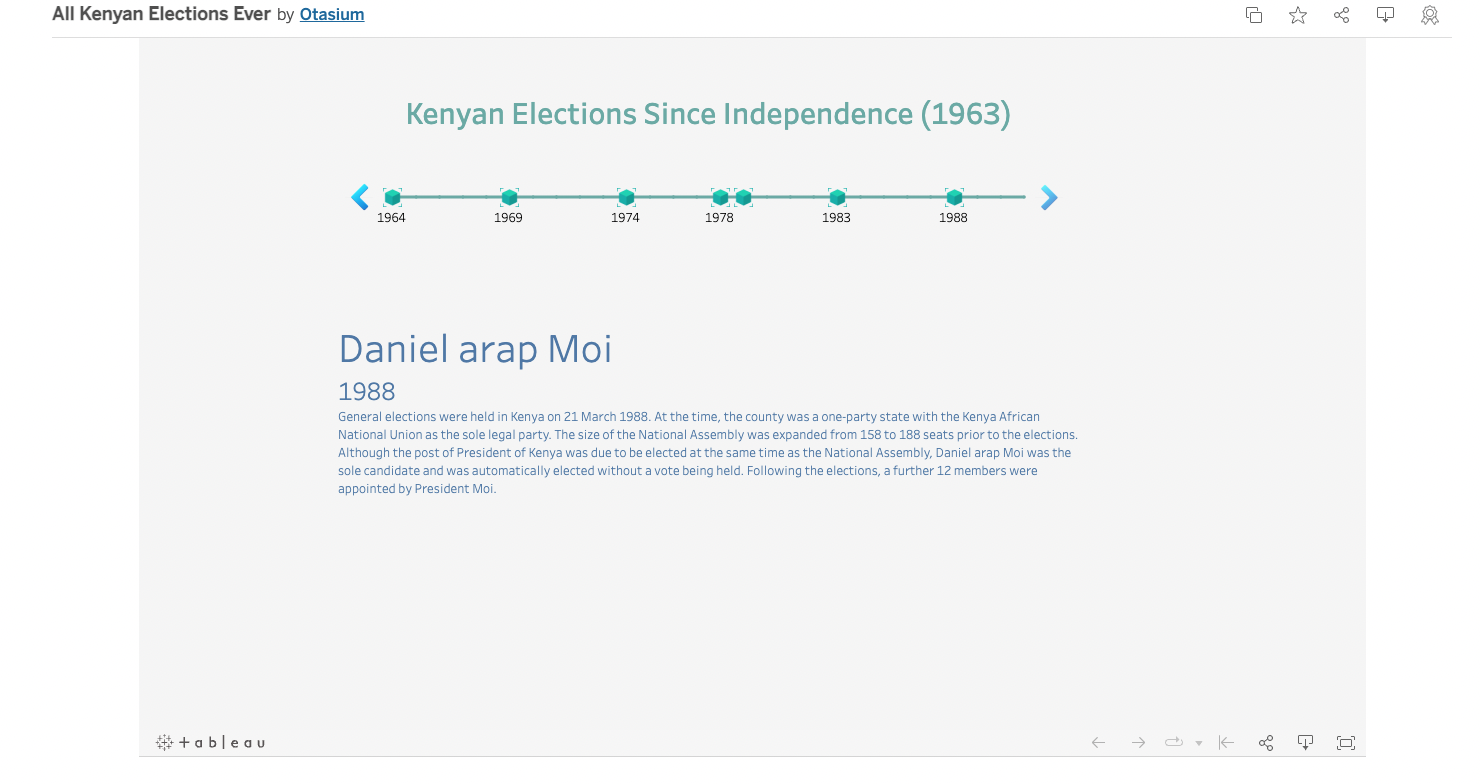 All Kenyan Elections Ever by Otasium
Kenyan Elections Since Independence (1963)
1964 1969 1974 1978 1983 1988
Daniel arap Moi
1988
General elections were held in Kenya on 21 March 1988. At the time, the county was a one-party state with the Kenya African
National Union as the sole legal party. The size of the National Assembly was expanded from 158 to 188 seats prior to the elections.
Although the post of President of Kenya was due to be elected at the same time as the National Assembly, Daniel arap Moi was the
sole candidate and was automatically elected without a vote being held. Following the elections, a further 12 members were
appointed by President Moi.
+ableau